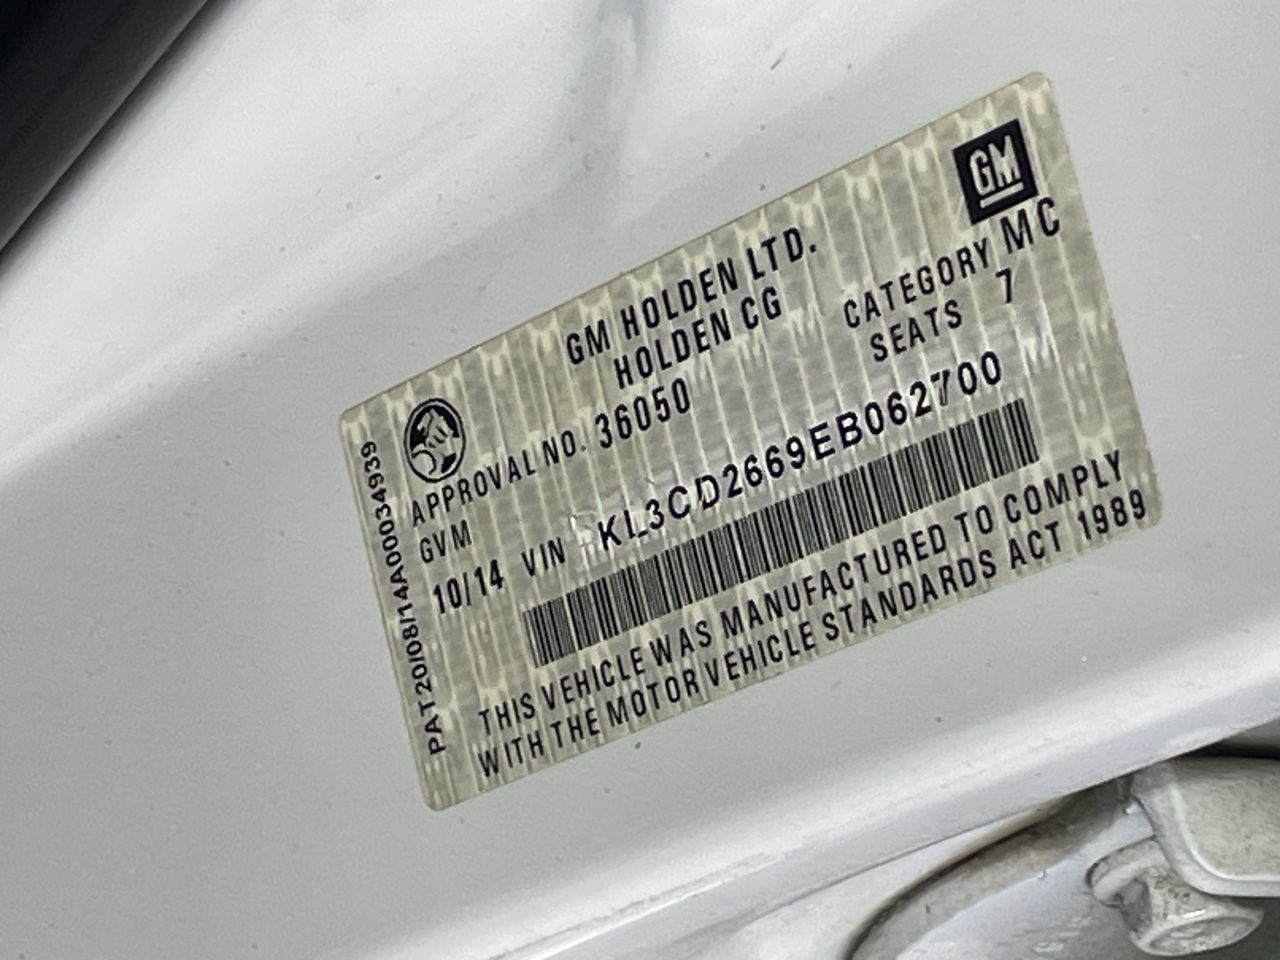 GM
GM HOLDEN LTD.
HOLDEN CG
CATEGORY MC
SEATS 7
APPROVAL NO. 36050
GVM
10/14 VIN KL3CD2669EB062700
THIS VEHICLE WAS MANUFACTURED TO COMPLY
WITH THE MOTOR VEHICLE STANDARDS ACT 1989
PAT20/08/14A000034939